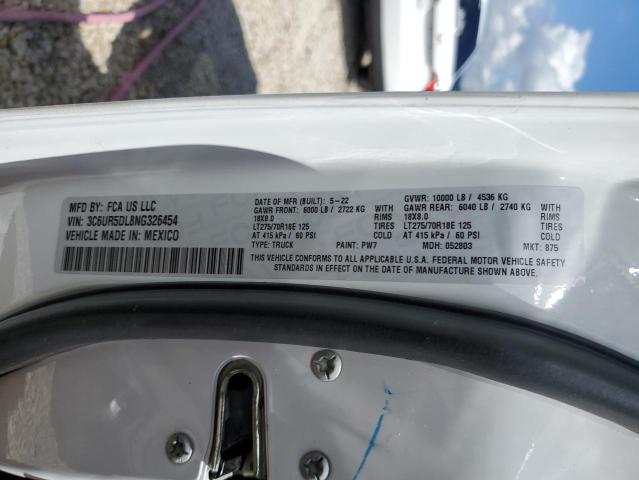 MFD BY: FCA US LLC
VIN: 3C6UR5DL8NG326454
VEHICLE MADE IN: MEXICO
DATE OF MFR (BUILT): 5-22
GAWR FRONT: 6000 LB / 2722 KG
18X8.0
LT275/70R18E 125 TIRES
AT 415 kPa / 60 PSI COLD
TYPE: TRUCK PAINT: PW7
GVWR: 10000 LB / 4536 KG
GAWR REAR: 6040 LB / 2740 KG
18X8.0
LT275/70R18E 125 TIRES
AT 415 kPa / 60 PSI COLD
MDH: 052803 MKT: 875
THIS VEHICLE CONFORMS TO ALL APPLICABLE U.S.A. FEDERAL MOTOR VEHICLE SAFETY
STANDARDS IN EFFECT ON THE DATE OF MANUFACTURE SHOWN ABOVE.